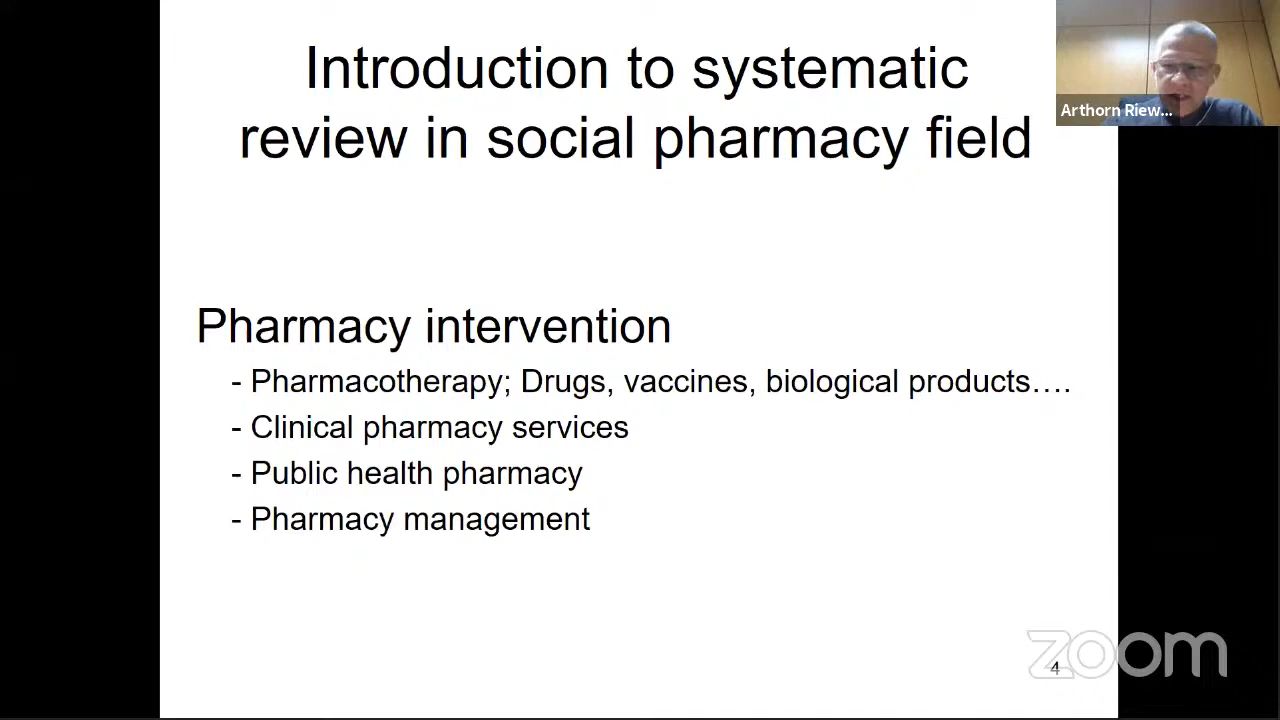 Introduction to systematic
review in social pharmacy field
Arthorn Riew...
Pharmacy intervention
- Pharmacotherapy; Drugs, vaccines, biological products….
- Clinical pharmacy services
- Public health pharmacy
- Pharmacy management
4
zoom